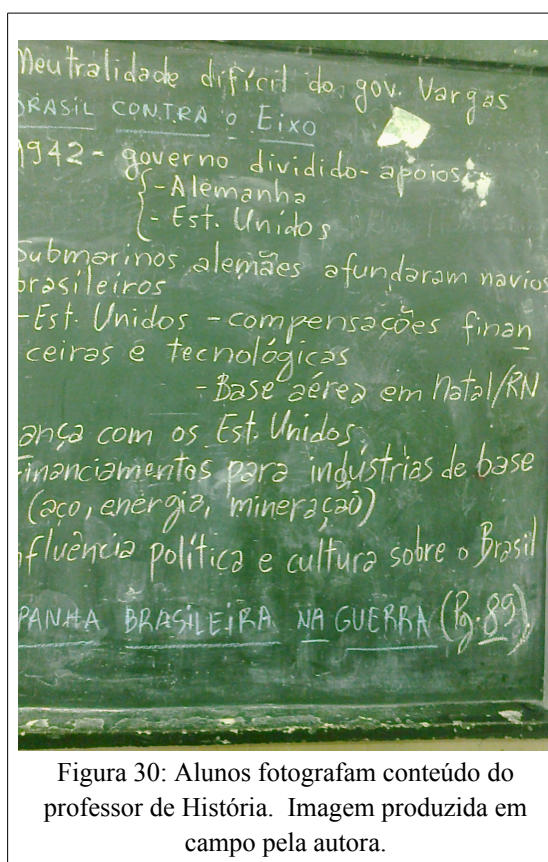 Neutralidade difícil do gov. Vargas
BRASIL CONTRA O EIXO
1942 - governo dividido - apoios
- Alemanha
- Est. Unidos
Submarinos alemães afundaram navios
brasileiros
- Est. Unidos - compensações finan
ceiras e tecnológicas
- Base aérea em Natal/RN
ança com os Est. Unidos
Financiamentos para indústrias de base
(aço, energia, mineração)
nfluência política e cultura sobre o Brasil
PANHA BRASILEIRA NA GUERRA (Pg. 89)
Figura 30: Alunos fotografam conteúdo do
professor de História. Imagem produzida em
campo pela autora.